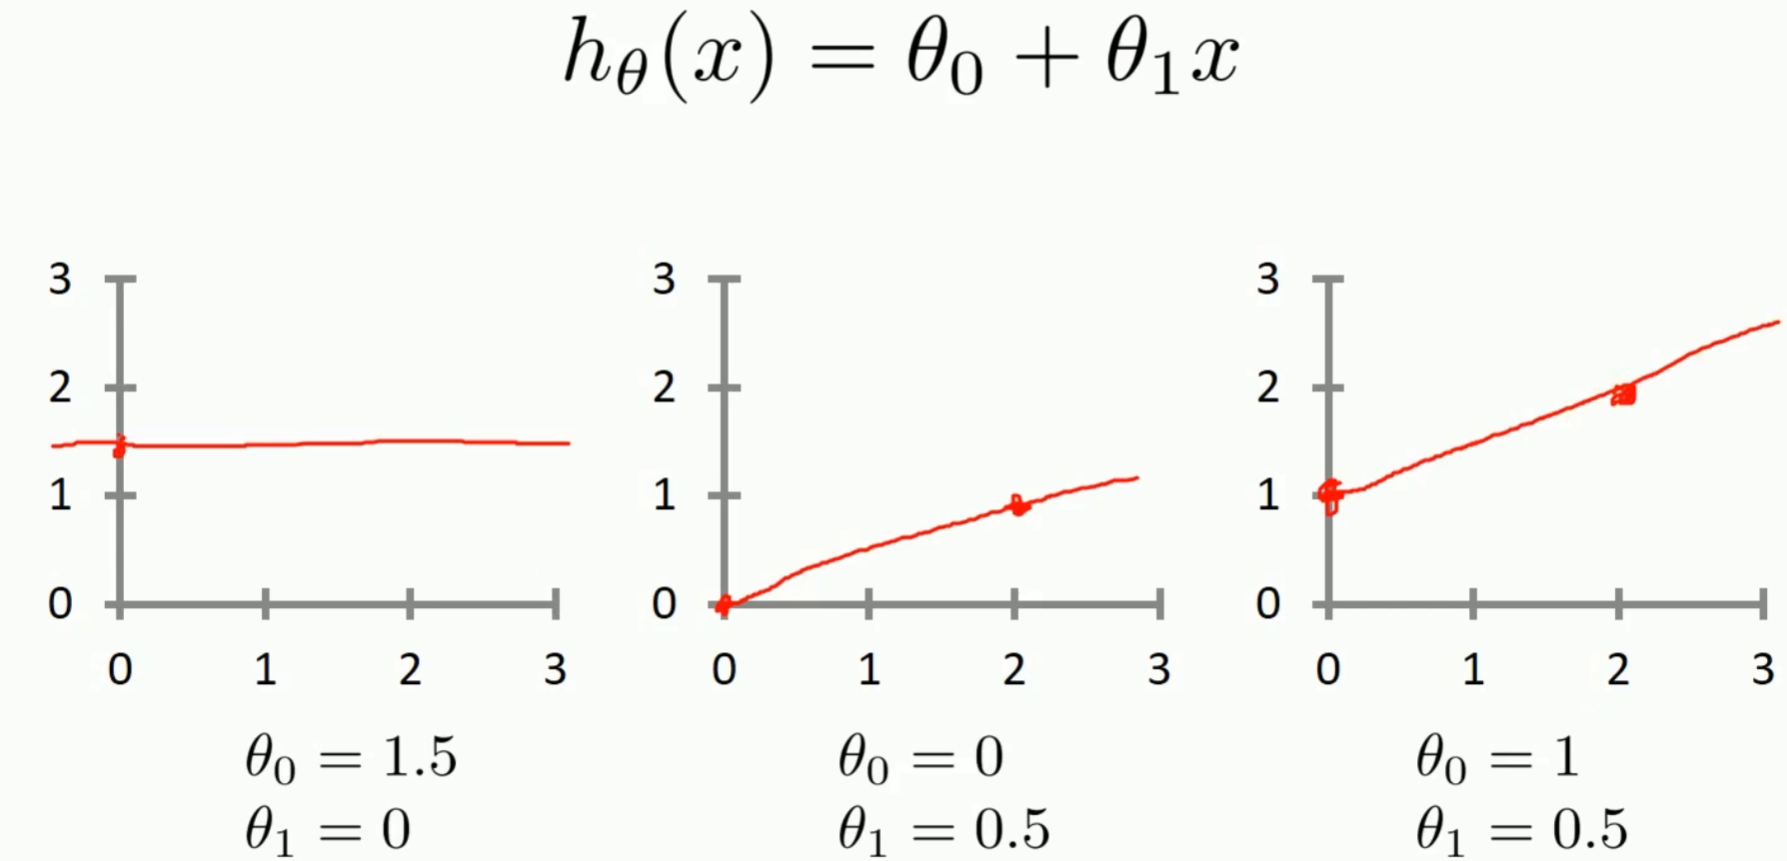 hθ(x) = θ₀ + θ₁x
3 3 3
2 2 2
1 1 1
0 0 0
0 1 2 3 0 1 2 3 0 1 2 3
θ₀ = 1.5 θ₀ = 0 θ₀ = 1
θ₁ = 0 θ₁ = 0.5 θ₁ = 0.5